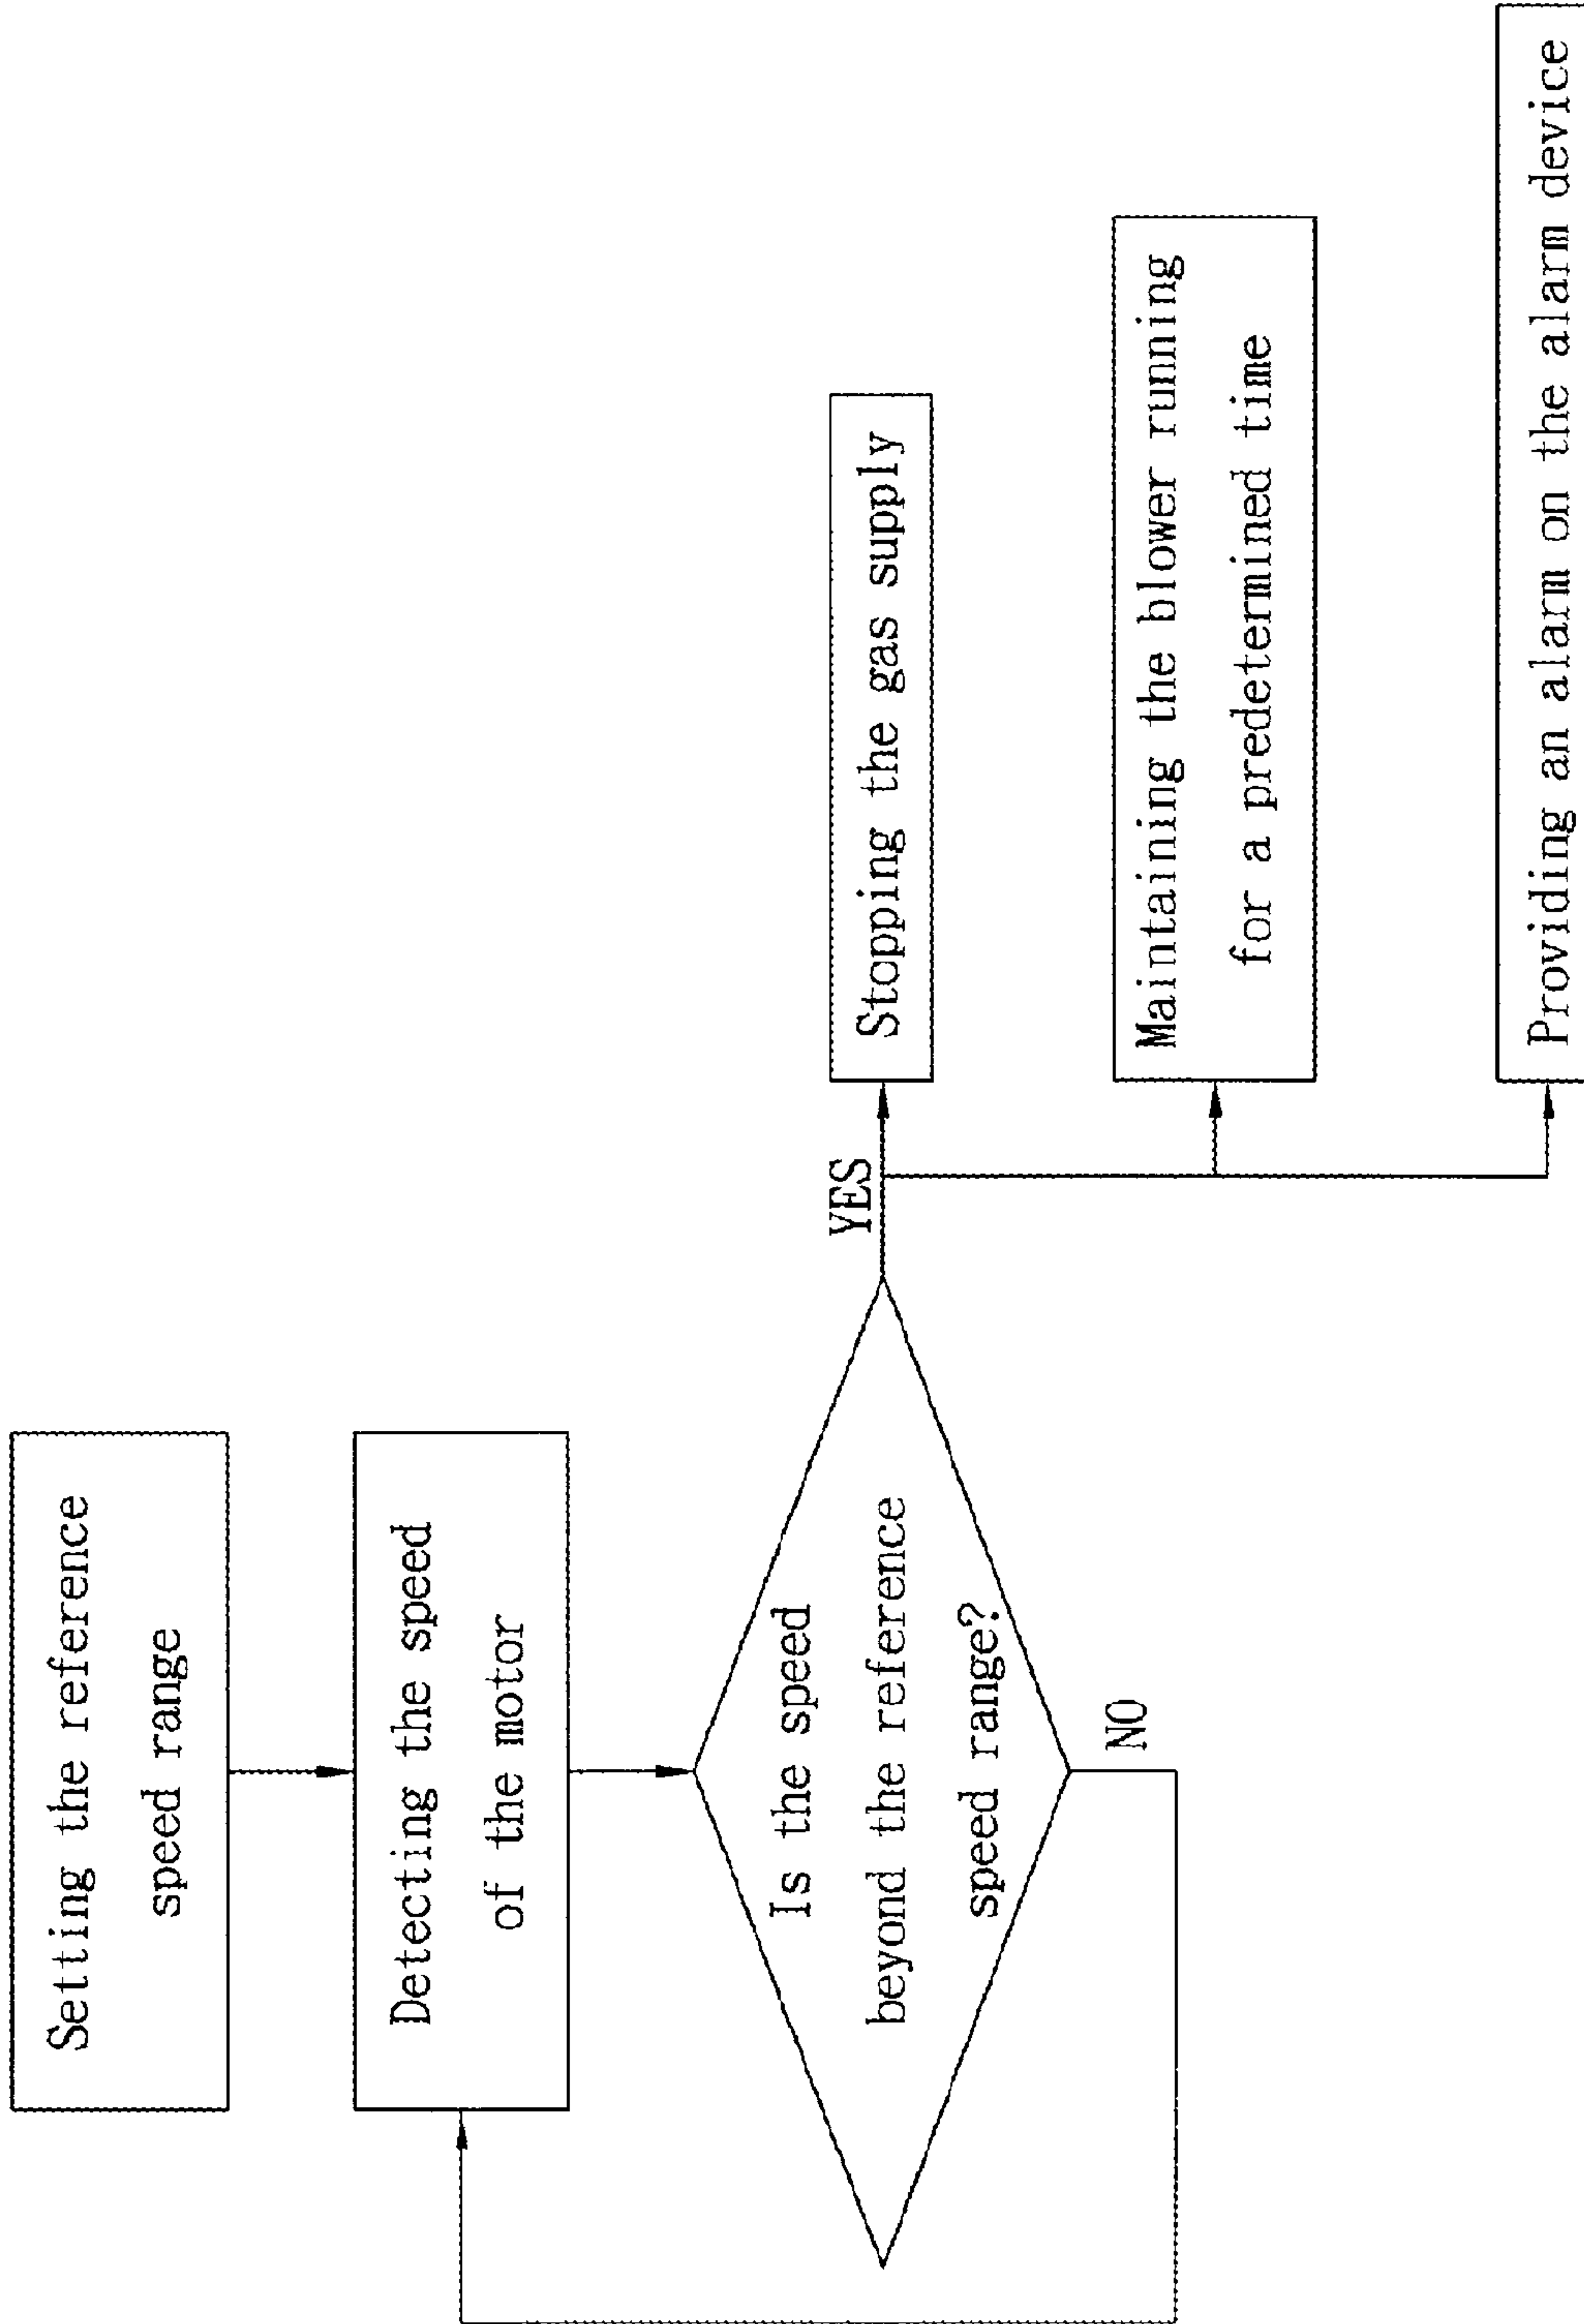 Setting the reference
speed range
Detecting the speed
of the motor
Is the speed
beyond the reference
speed range?
YES
NO
Stopping the gas supply
Maintaining the blower running
for a predetermined time
Providing an alarm on the alarm device